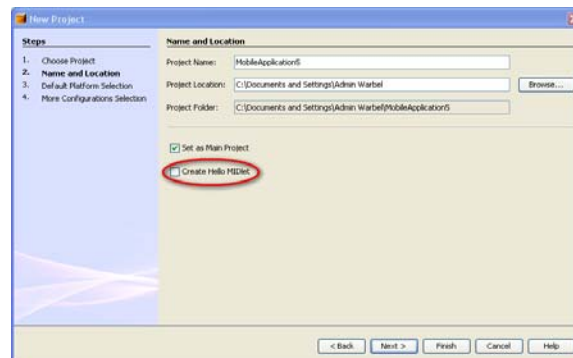 New Project
Steps
1. Choose Project
2. Name and Location
3. Default Platform Selection
4. More Configurations Selection
Name and Location
Project Name: MobileApplication5
Project Location: C:\Documents and Settings\Admin Warbel
Browse...
Project Folder: C:\Documents and Settings\Admin Warbel\MobileApplication5
Set as Main Project
Create Hello MIDlet
< Back Next > Finish Cancel Help